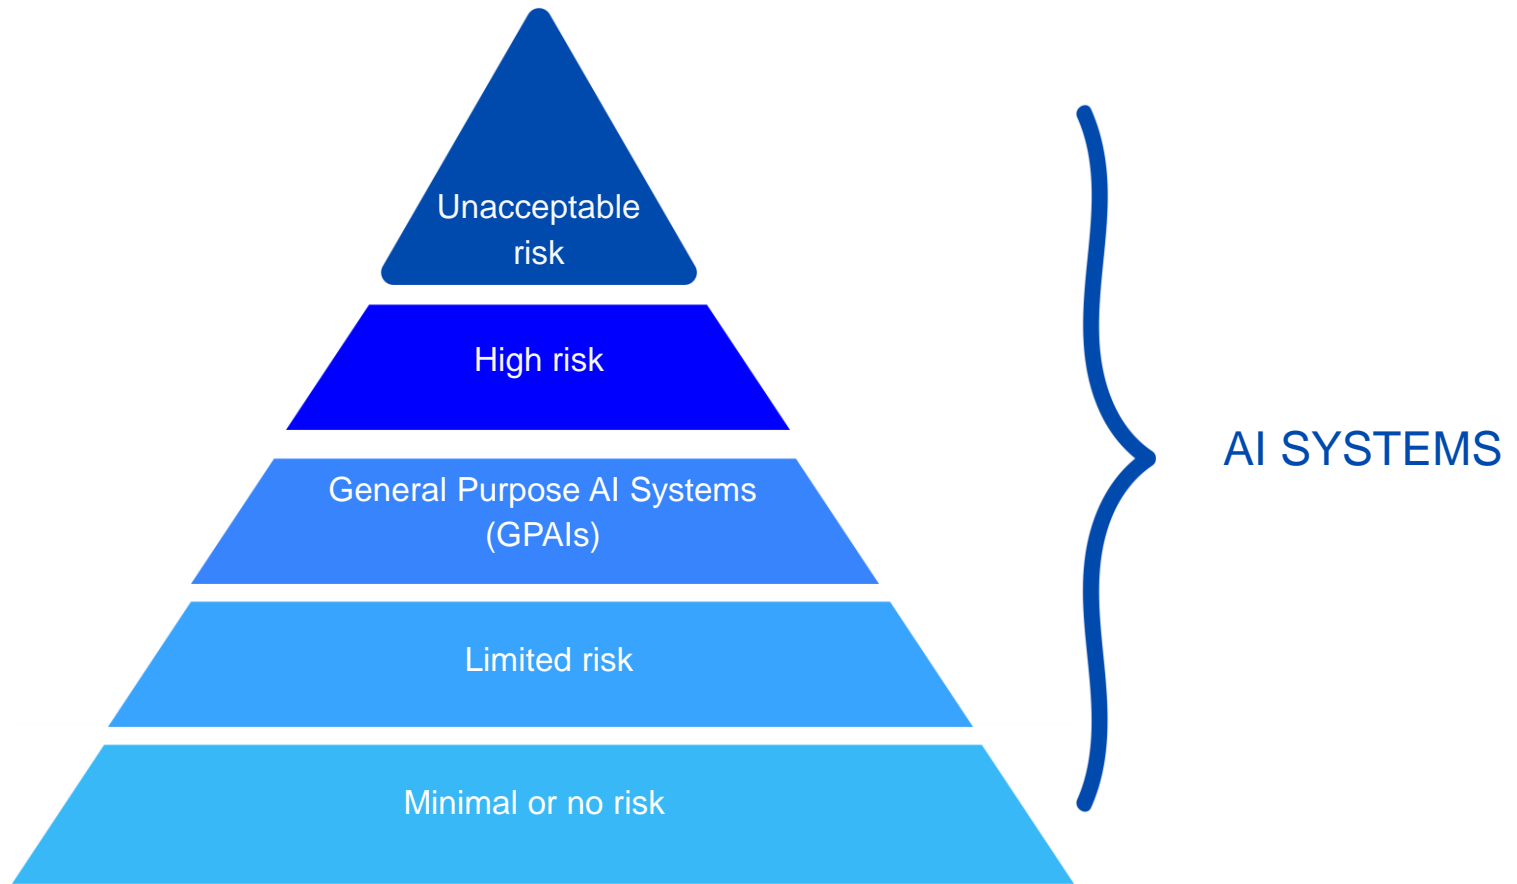 Unacceptable
risk
High risk
General Purpose AI Systems
(GPAIs)
Limited risk
Minimal or no risk
AI SYSTEMS